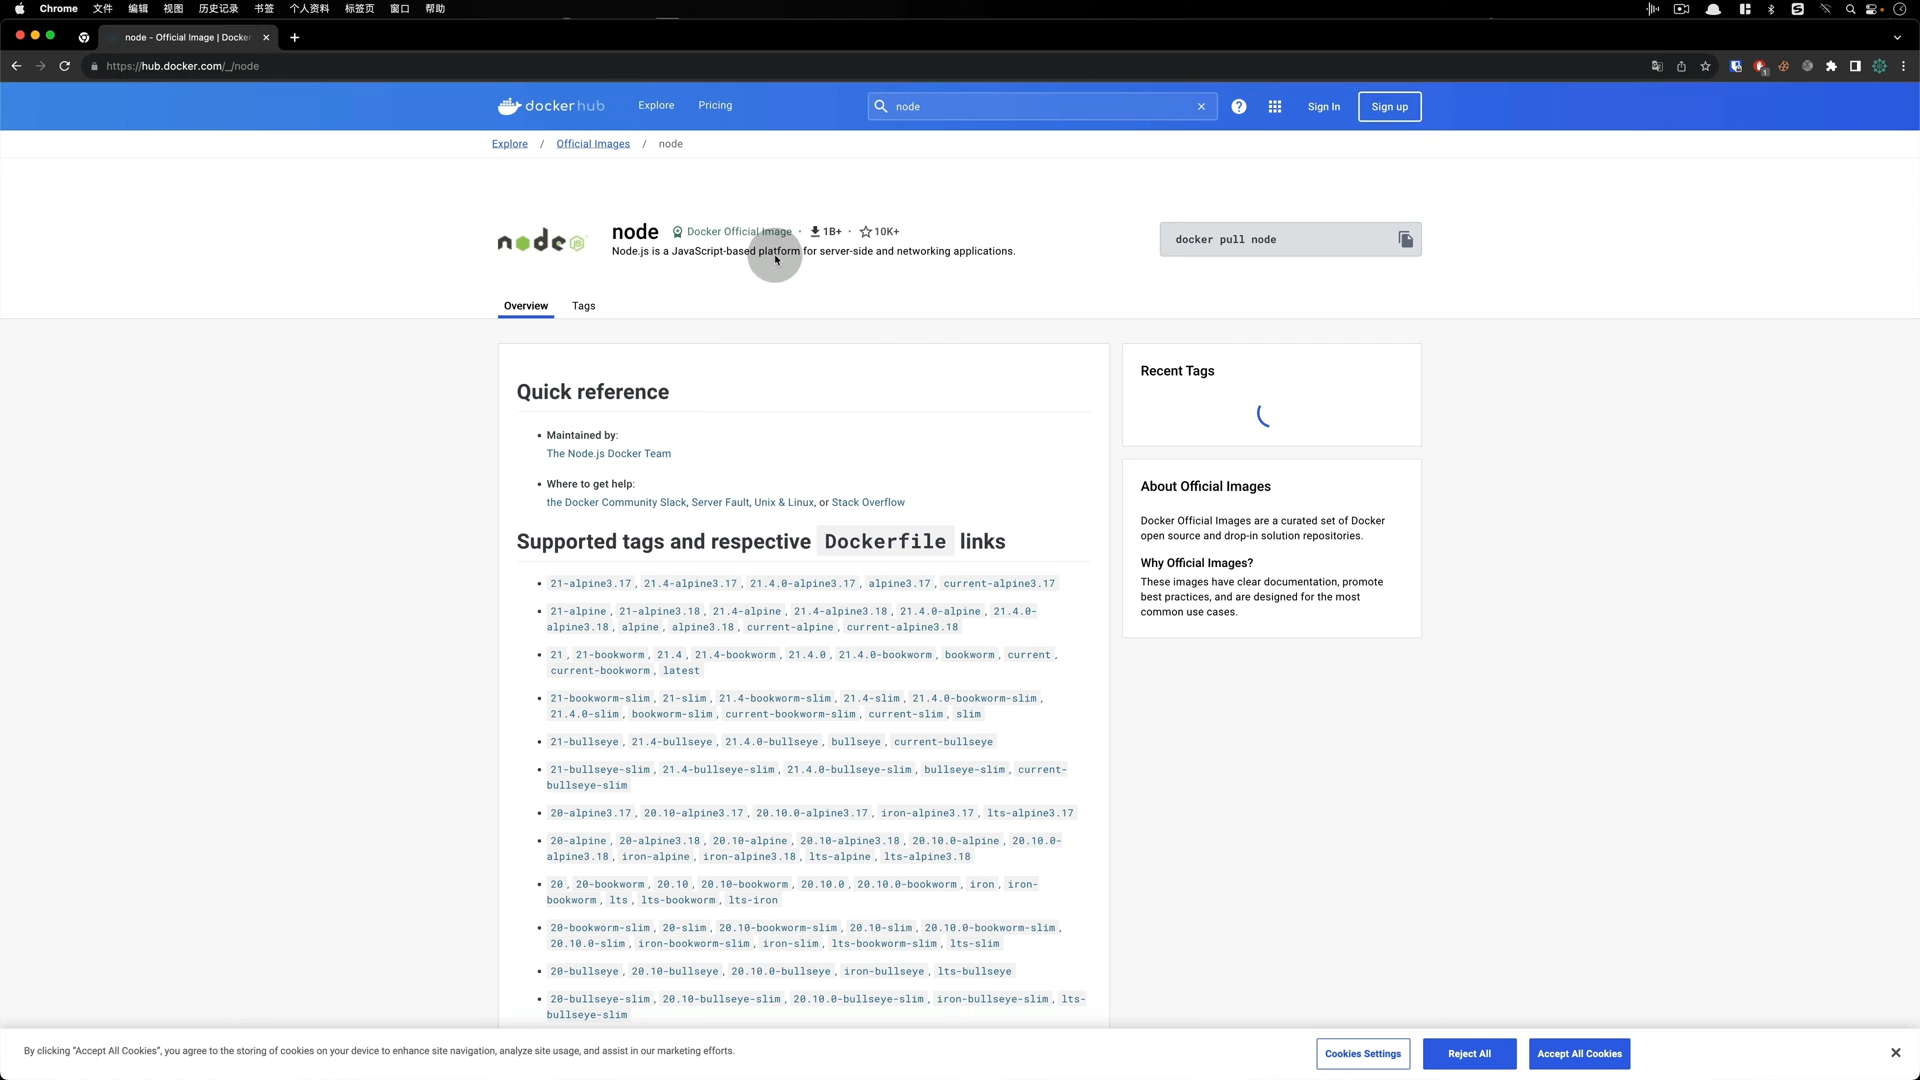 Chrome 文件 编辑 视图 历史记录 书签 个人资料 标签页 窗口 帮助
node - Official Image | Docke
https://hub.docker.com/_/node
1
dockerhub Explore Pricing node Sign In Sign up
Explore / Official Images / node
node
node Docker Official Image · 1B+ · 10K+
Node.js is a JavaScript-based platform for server-side and networking applications.
docker pull node
Overview Tags
Quick reference
• Maintained by:
The Node.js Docker Team
• Where to get help:
the Docker Community Slack, Server Fault, Unix & Linux, or Stack Overflow
Supported tags and respective Dockerfile links
• 21-alpine3.17, 21.4-alpine3.17, 21.4.0-alpine3.17, alpine3.17, current-alpine3.17
• 21-alpine, 21-alpine3.18, 21.4-alpine, 21.4-alpine3.18, 21.4.0-alpine, 21.4.0-
alpine3.18, alpine, alpine3.18, current-alpine, current-alpine3.18
• 21, 21-bookworm, 21.4, 21.4-bookworm, 21.4.0, 21.4.0-bookworm, bookworm, current,
current-bookworm, latest
• 21-bookworm-slim, 21-slim, 21.4-bookworm-slim, 21.4-slim, 21.4.0-bookworm-slim,
21.4.0-slim, bookworm-slim, current-bookworm-slim, current-slim, slim
• 21-bullseye, 21.4-bullseye, 21.4.0-bullseye, bullseye, current-bullseye
• 21-bullseye-slim, 21.4-bullseye-slim, 21.4.0-bullseye-slim, bullseye-slim, current-
bullseye-slim
• 20-alpine3.17, 20.10-alpine3.17, 20.10.0-alpine3.17, iron-alpine3.17, lts-alpine3.17
• 20-alpine, 20-alpine3.18, 20.10-alpine, 20.10-alpine3.18, 20.10.0-alpine, 20.10.0-
alpine3.18, iron-alpine, iron-alpine3.18, lts-alpine, lts-alpine3.18
• 20, 20-bookworm, 20.10, 20.10-bookworm, 20.10.0, 20.10.0-bookworm, iron, iron-
bookworm, lts, lts-bookworm, lts-iron
• 20-bookworm-slim, 20-slim, 20.10-bookworm-slim, 20.10-slim, 20.10.0-bookworm-slim,
20.10.0-slim, iron-bookworm-slim, iron-slim, lts-bookworm-slim, lts-slim
• 20-bullseye, 20.10-bullseye, 20.10.0-bullseye, iron-bullseye, lts-bullseye
• 20-bullseye-slim, 20.10-bullseye-slim, 20.10.0-bullseye-slim, iron-bullseye-slim, lts-
bullseye-slim
Recent Tags
About Official Images
Docker Official Images are a curated set of Docker
open source and drop-in solution repositories.
Why Official Images?
These images have clear documentation, promote
best practices, and are designed for the most
common use cases.
By clicking “Accept All Cookies”, you agree to the storing of cookies on your device to enhance site navigation, analyze site usage, and assist in our marketing efforts.
Cookies Settings Reject All Accept All Cookies